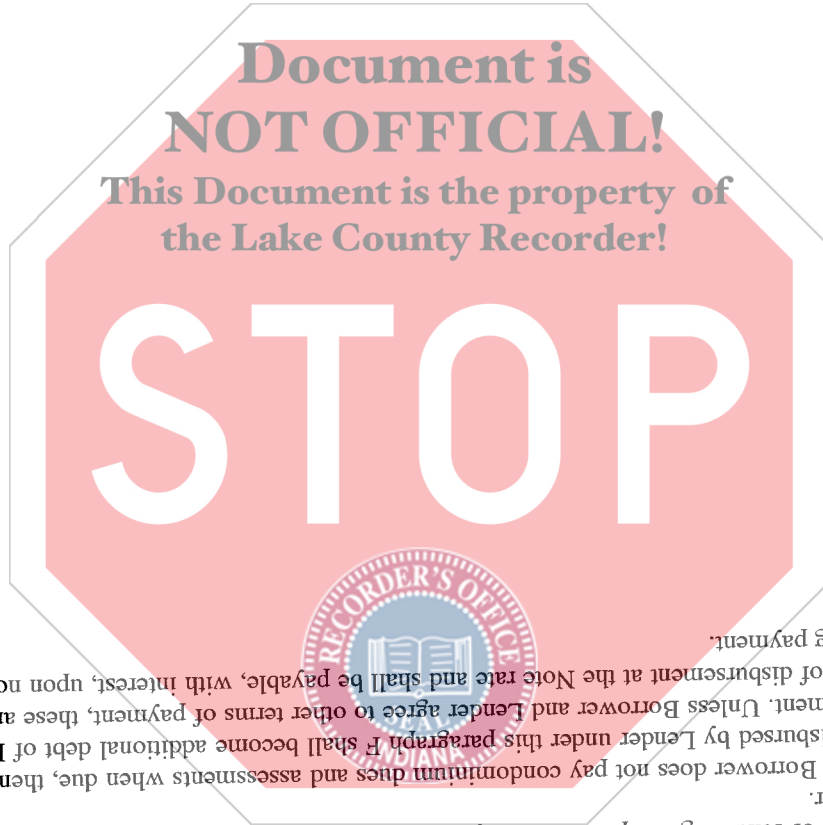 Document is
NOT OFFICIAL!
This Document is the property of
the Lake County Recorder!
STOP
RECORDER'S OFFICE
SEAL
INDIANA
r.
Borrower does not pay condominium dues and assessments when due, then
bursed by Lender under this paragraph F shall become additional debt of
ment. Unless Borrower and Lender agree to other terms of payment, these
of disbursement at the Note rate and shall be payable, with interest, upon no
payment.